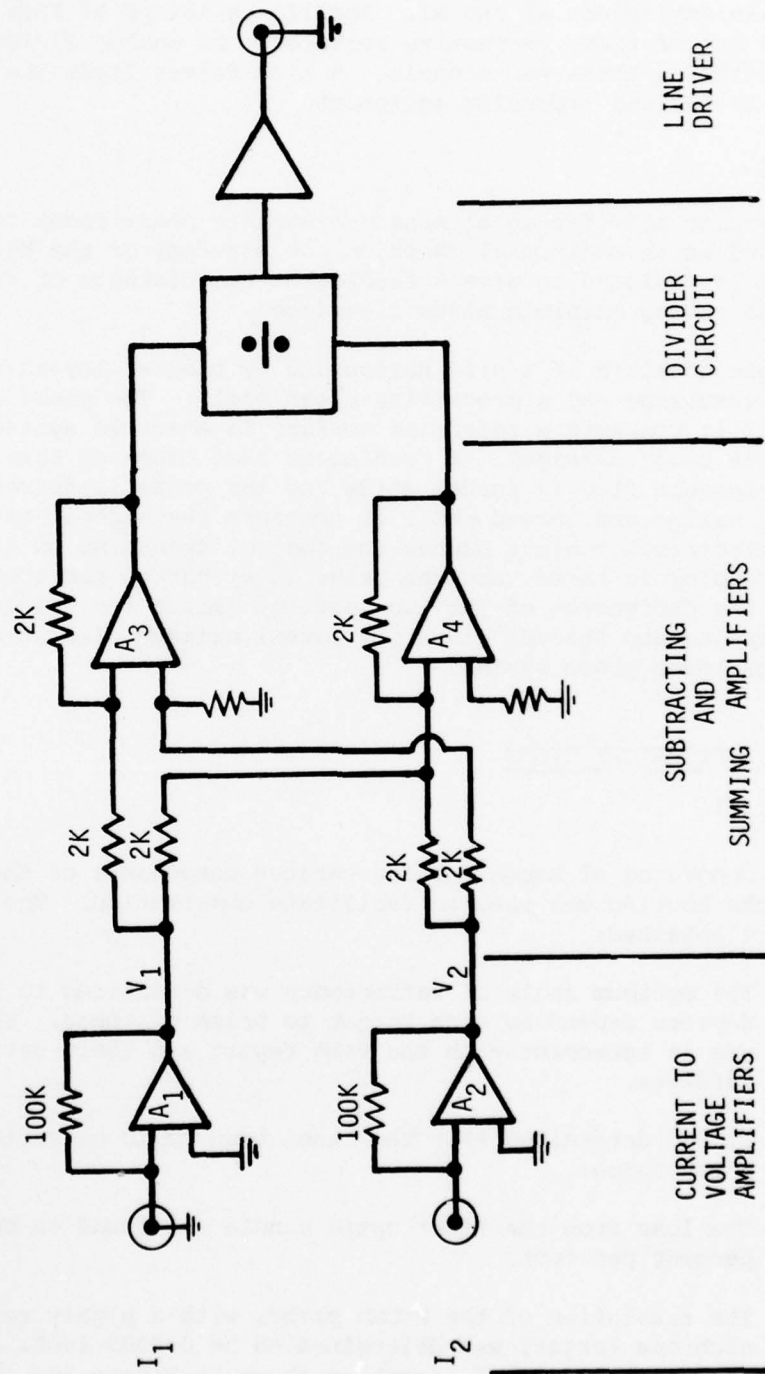 I1
100K
A1
V1
2K
2K
2K
A3
I2
100K
A2
V2
2K
2K
2K
A4
÷
CURRENT TO
VOLTAGE
AMPLIFIERS
SUBTRACTING
AND
SUMMING AMPLIFIERS
DIVIDER
CIRCUIT
LINE
DRIVER